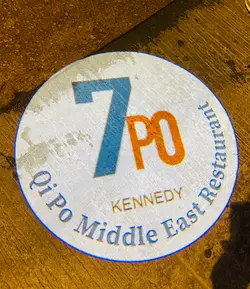 7PO
KENNEDY
Qi Po Middle East Restaurant